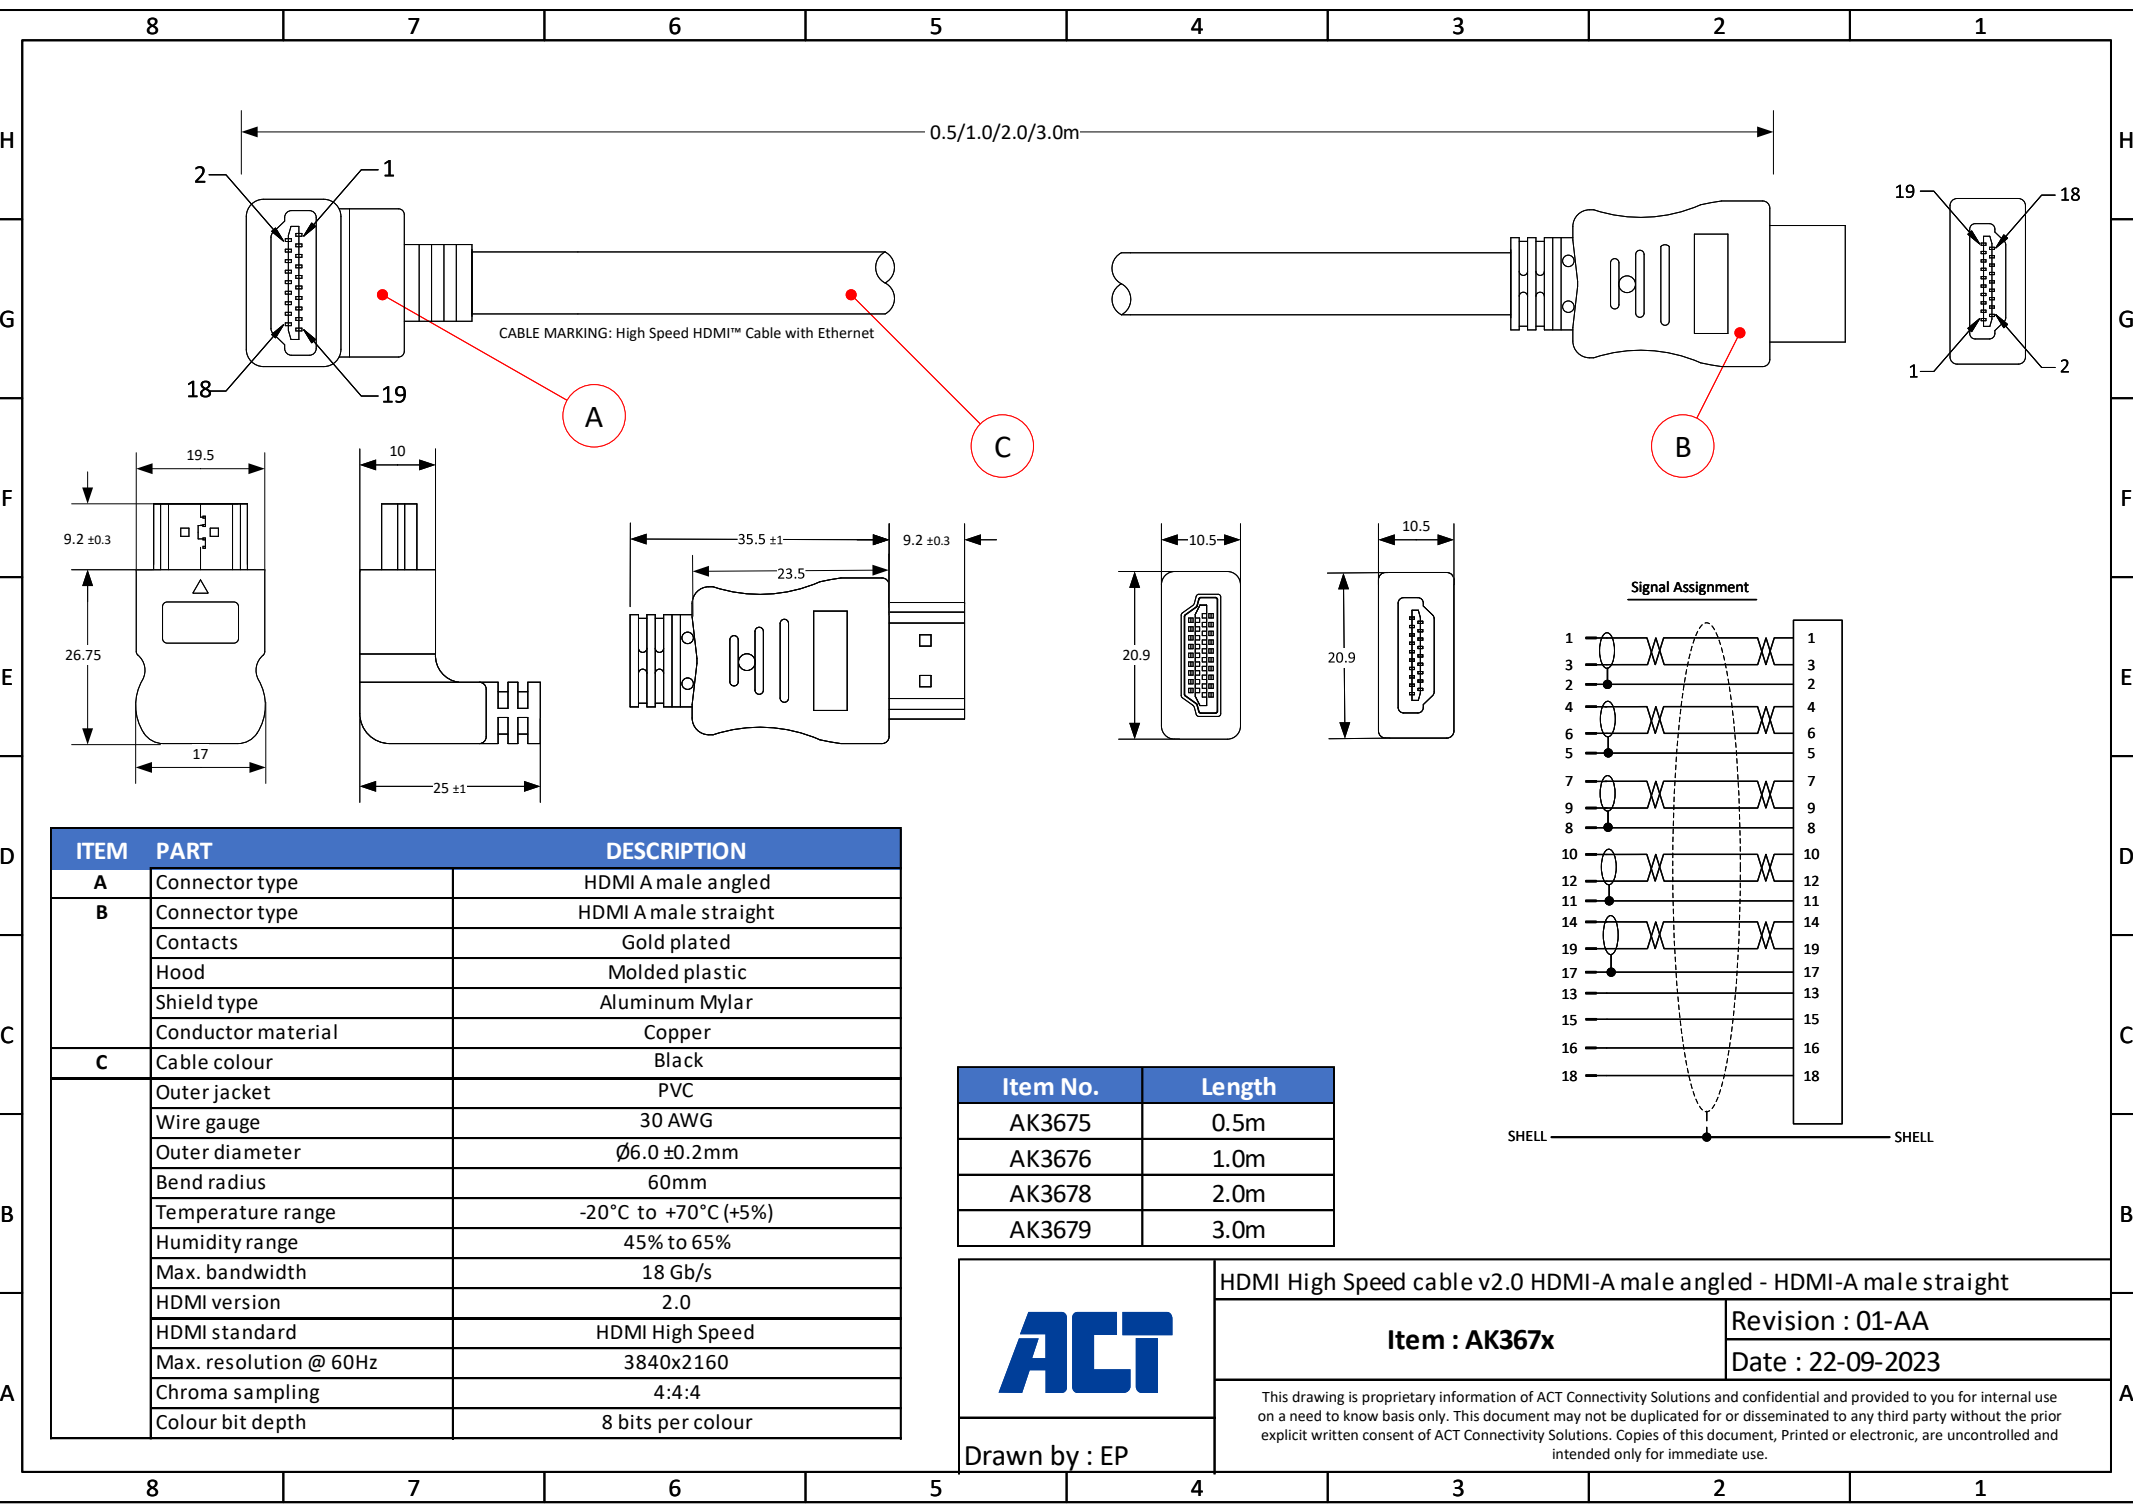 8 7 6 5 4 3 2 1
H H
0.5/1.0/2.0/3.0m
2 1
19 18
G G
CABLE MARKING: High Speed HDMI™ Cable with Ethernet
18 19
1 2
A
C
B
F F
19.5
10
9.2 ±0.3
35.5 ±1
9.2 ±0.3
23.5
10.5
10.5
26.75
20.9
20.9
17
25 ±1
E E
Signal Assignment
1 1
3 3
2 2
4 4
6 6
5 5
7 7
9 9
8 8
10 10
12 12
11 11
14 14
19 19
17 17
13 13
15 15
16 16
18 18
SHELL SHELL
D D
ITEM PART DESCRIPTION
A Connector type HDMI A male angled
B Connector type HDMI A male straight
Contacts Gold plated
Hood Molded plastic
Shield type Aluminum Mylar
Conductor material Copper
C Cable colour Black
Outer jacket PVC
Wire gauge 30 AWG
Outer diameter Ø6.0 ±0.2mm
Bend radius 60mm
Temperature range -20°C to +70°C (+5%)
Humidity range 45% to 65%
Max. bandwidth 18 Gb/s
HDMI version 2.0
HDMI standard HDMI High Speed
Max. resolution @ 60Hz 3840x2160
Chroma sampling 4:4:4
Colour bit depth 8 bits per colour
C C
Item No. Length
AK3675 0.5m
AK3676 1.0m
AK3678 2.0m
AK3679 3.0m
B B
ACT
HDMI High Speed cable v2.0 HDMI-A male angled - HDMI-A male straight
Item : AK367x
Revision : 01-AA
Date : 22-09-2023
A A
This drawing is proprietary information of ACT Connectivity Solutions and confidential and provided to you for internal use
on a need to know basis only. This document may not be duplicated for or disseminated to any third party without the prior
explicit written consent of ACT Connectivity Solutions. Copies of this document, Printed or electronic, are uncontrolled and
intended only for immediate use.
Drawn by : EP
8 7 6 5 4 3 2 1